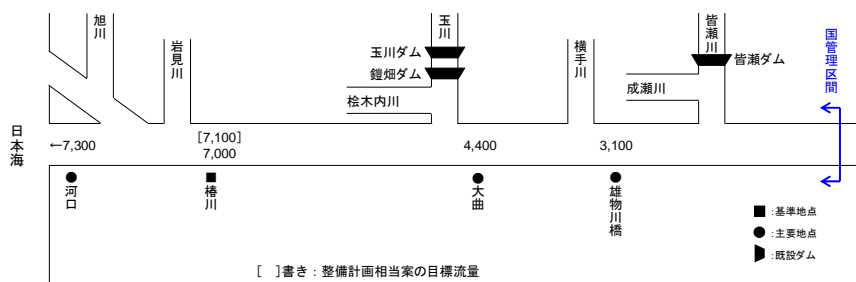 旭川
岩見川
玉川
玉川ダム
鎧畑ダム
桧木内川
横手川
皆瀬川
皆瀬ダム
成瀬川
国管理区間
日本海
←7,300
[7,100]
7,000
4,400
3,100
河口
椿川
大曲
雄物川橋
■ :基準地点
● :主要地点
:既設ダム
[ ]書き：整備計画相当案の目標流量